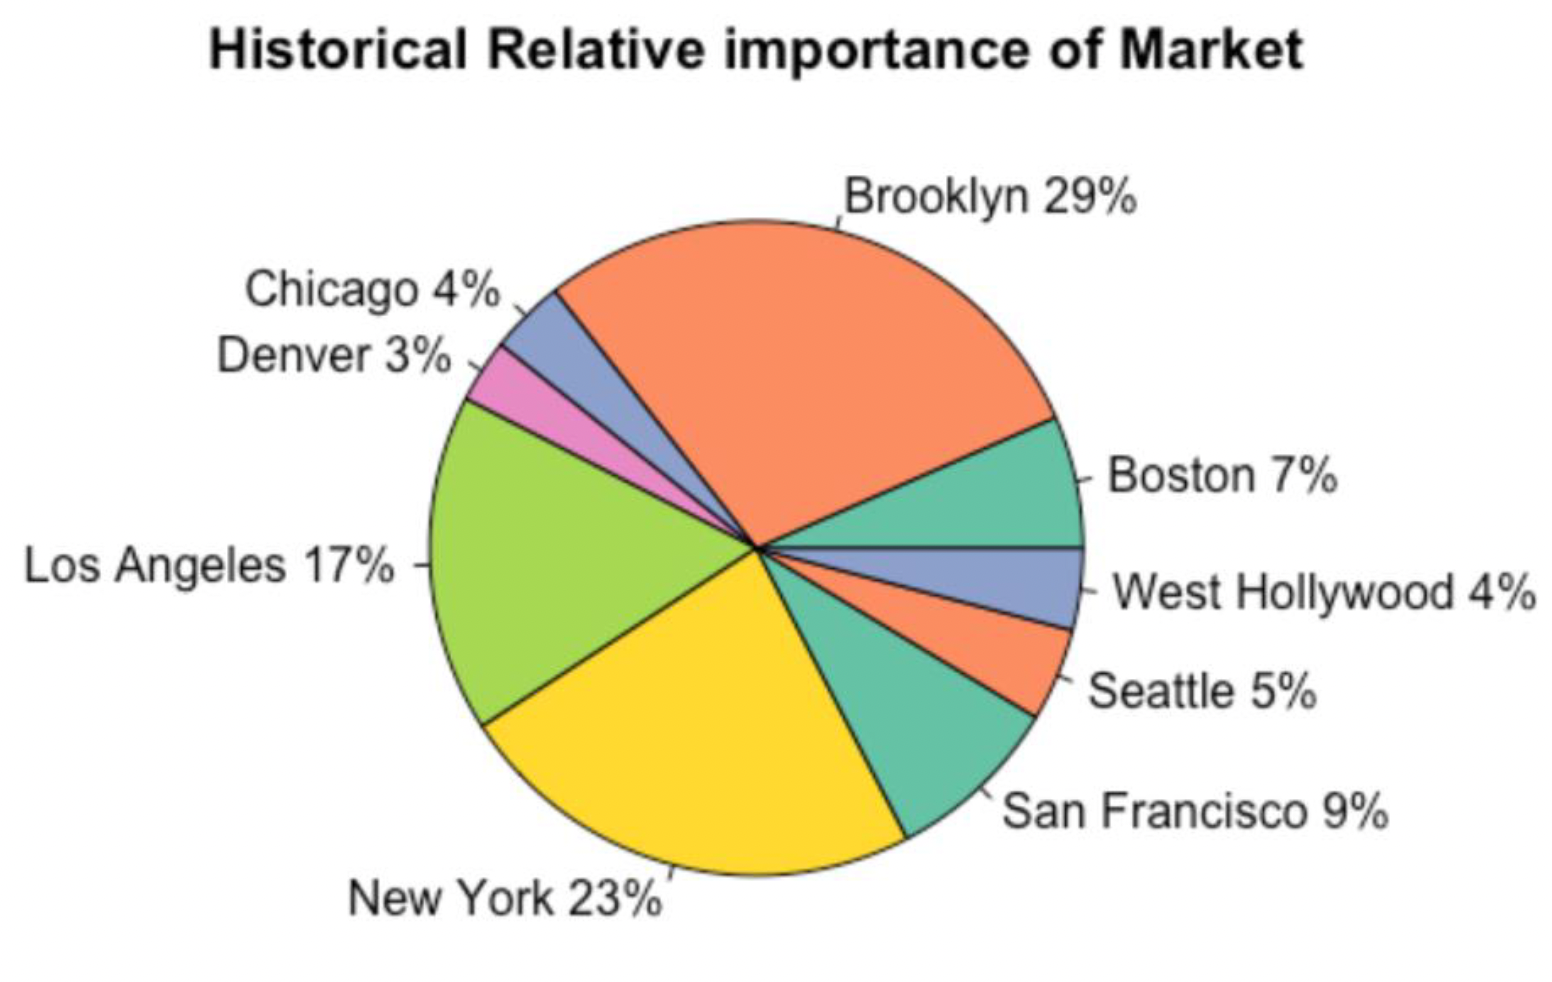 Historical Relative importance of Market
Brooklyn 29%
Chicago 4%
Denver 3%
Boston 7%
Los Angeles 17%
West Hollywood 4%
Seattle 5%
San Francisco 9%
New York 23%